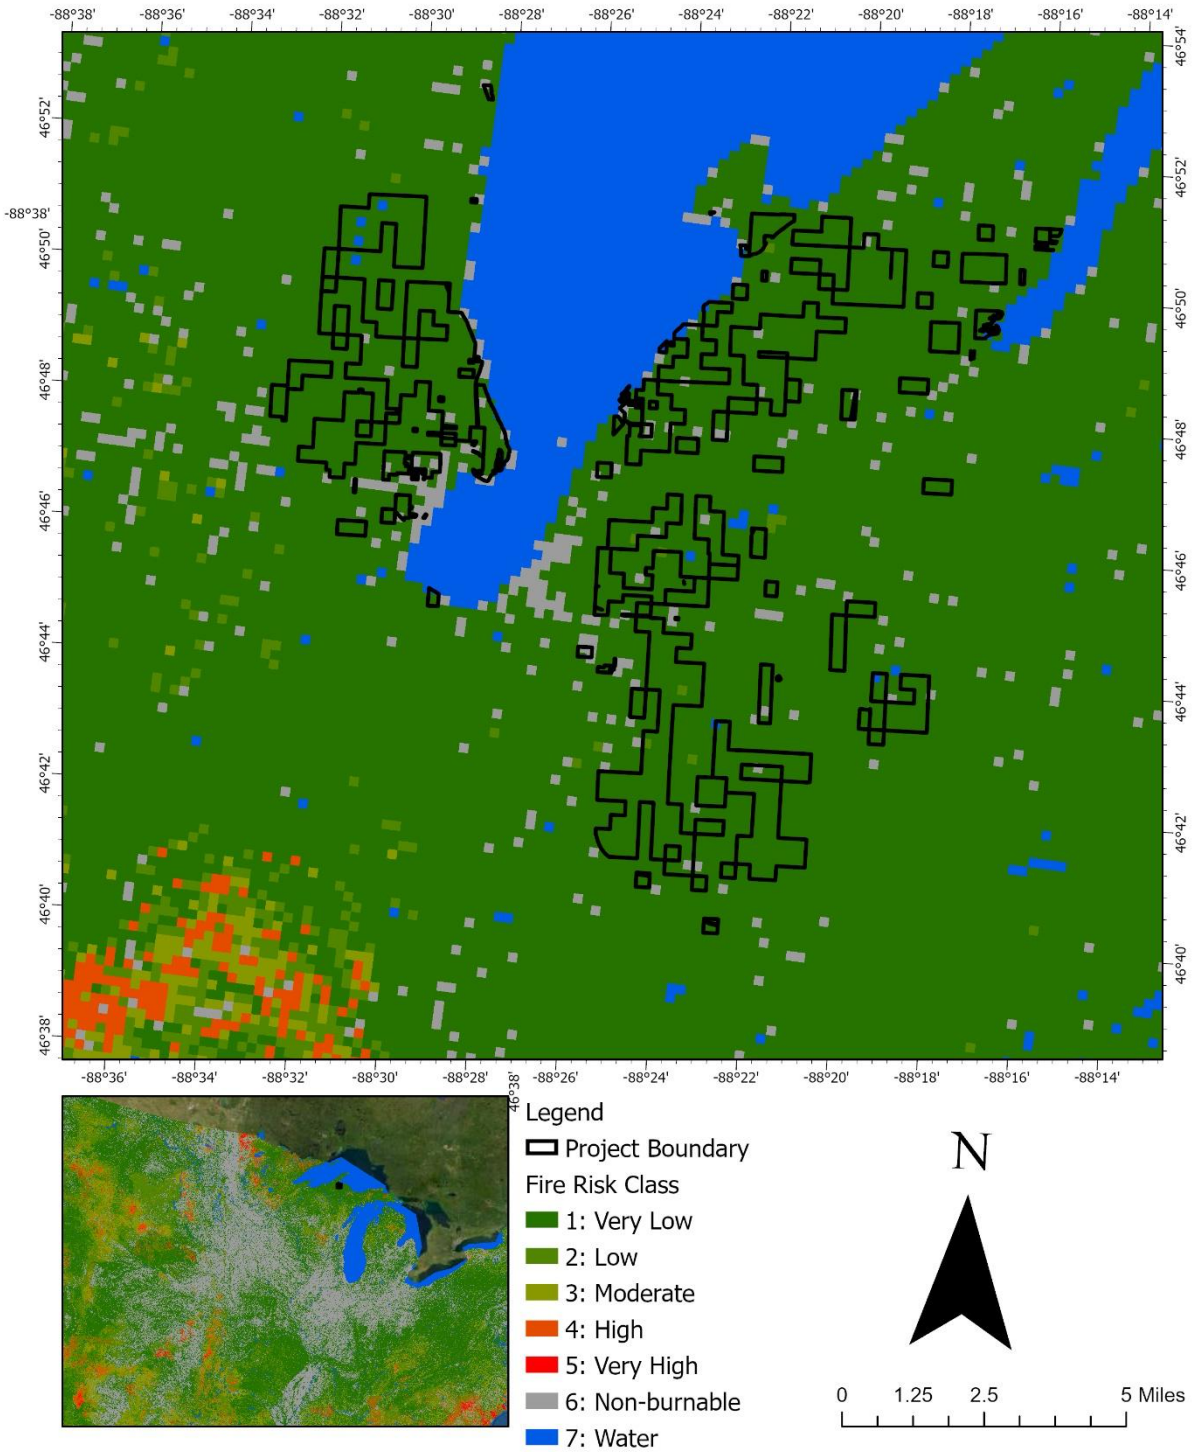 -88°38' -88°36' -88°34' -88°32' -88°30' -88°28' -88°26' -88°24' -88°22' -88°20' -88°18' -88°16' -88°14'
46°54'
46°52'
46°52'
-88°38'
46°50'
46°50'
46°48'
46°48'
46°46'
46°46'
46°44'
46°44'
46°42'
46°42'
46°40'
46°40'
46°38'
-88°36' -88°34' -88°32' -88°30' -88°28' 46°38' -88°26' -88°24' -88°22' -88°20' -88°18' -88°16' -88°14'
Legend
Project Boundary
Fire Risk Class
1: Very Low
2: Low
3: Moderate
4: High
5: Very High
6: Non-burnable
7: Water
N
0 1.25 2.5 5 Miles